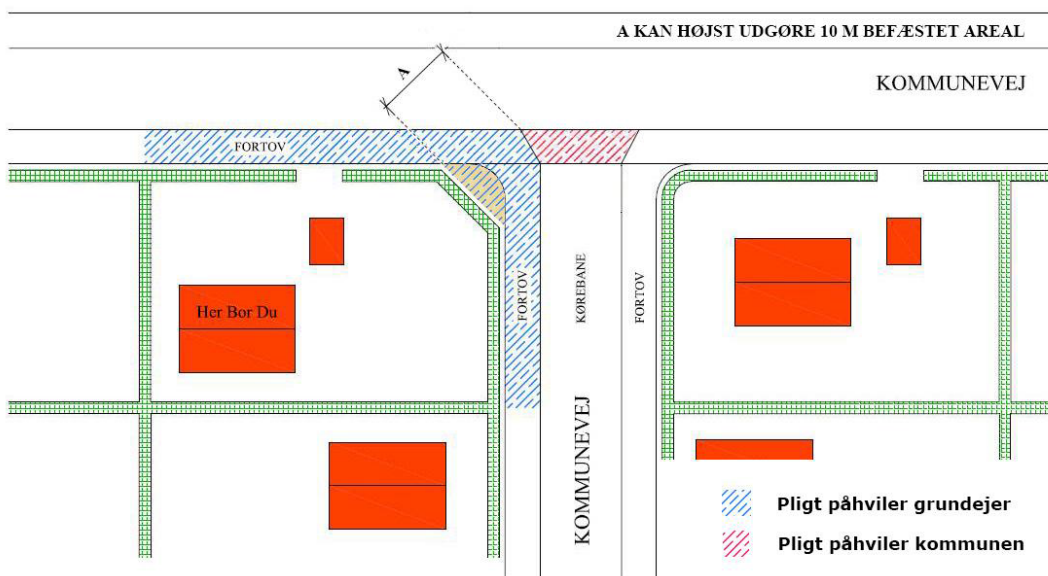 A KAN HØJST UDGØRE 10 M BEFÆSTET AREAL
KOMMUNEVEJ
A
FORTOV
Her Bor Du
FORTOV
KØREBANE
FORTOV
KOMMUNEVEJ
Pligt påhviler grundejer
Pligt påhviler kommunen